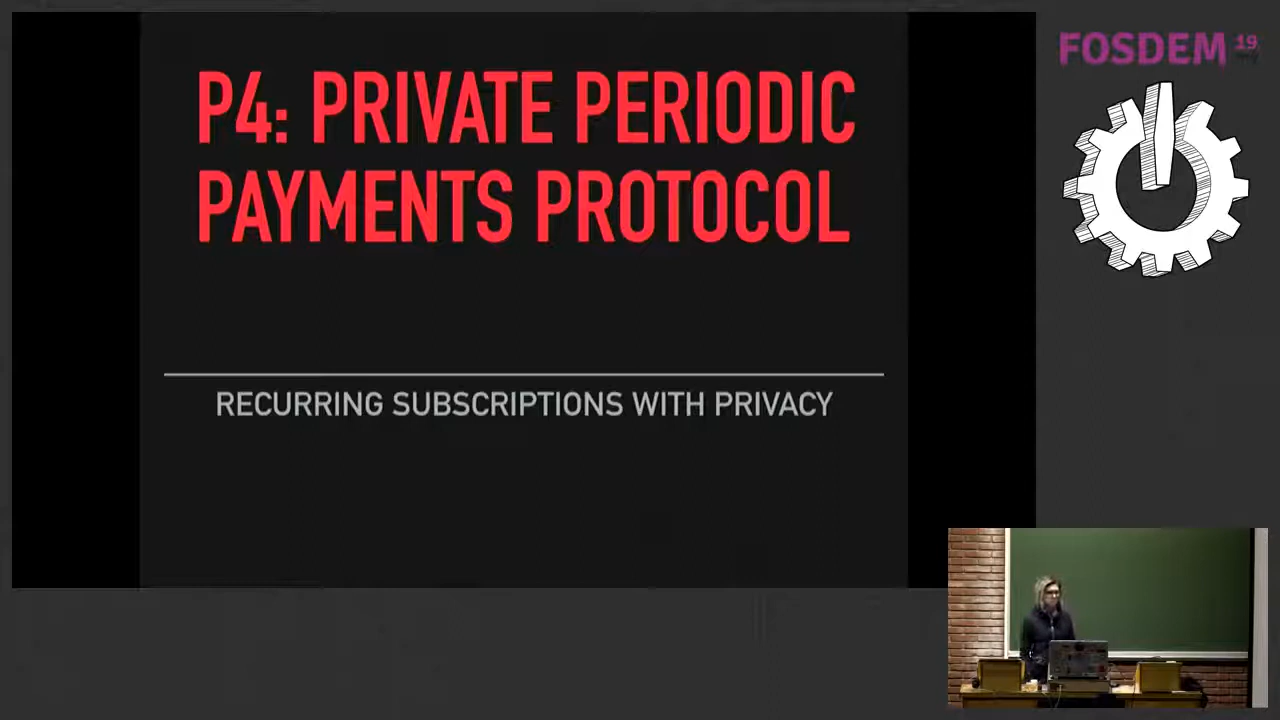 P4: PRIVATE PERIODIC
PAYMENTS PROTOCOL
RECURRING SUBSCRIPTIONS WITH PRIVACY
FOSDEM 19